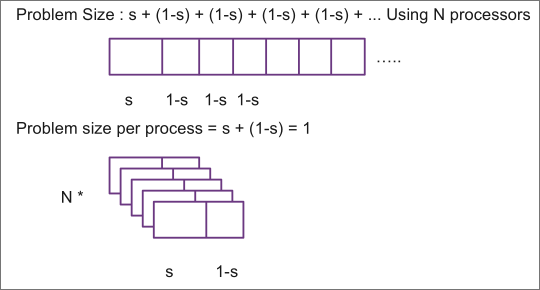 Problem Size : s + (1-s) + (1-s) + (1-s) + (1-s) + ... Using N processors
.....
s 1-s 1-s 1-s
Problem size per process = s + (1-s) = 1
N *
s 1-s